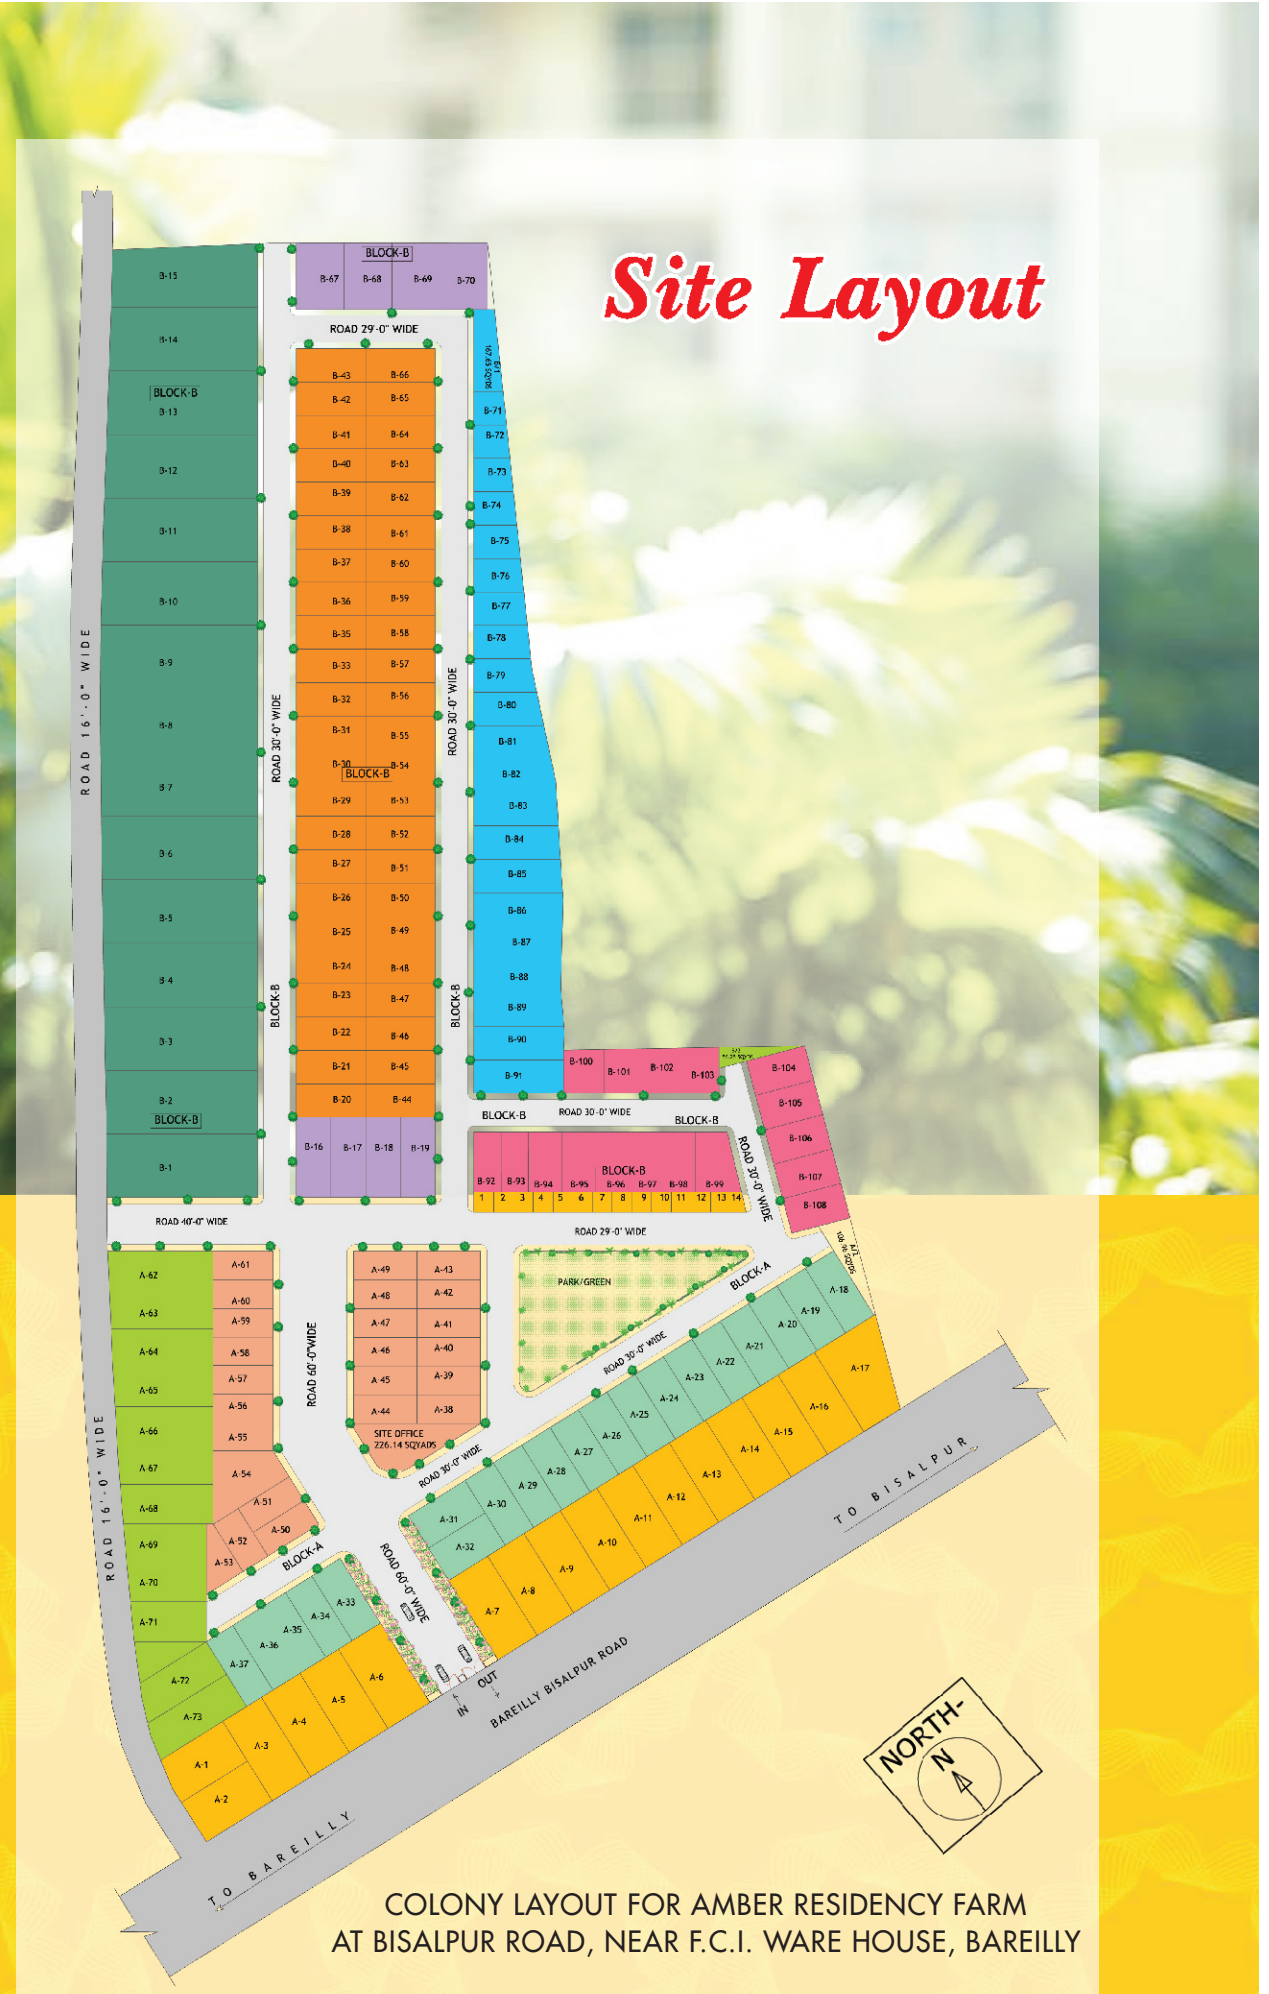 Site Layout
BLOCK-B
B-67
B-68
B-69
B-70
ROAD 29'-0" WIDE
B-15
B-14
BLOCK-B
B-13
B-12
B-11
B-10
B-9
B-8
B-7
B-6
B-5
B-4
B-3
B-2
BLOCK-B
B-1
ROAD 16'-0" WIDE
ROAD 30'-0" WIDE
BLOCK-B
B-43
B-66
B-42
B-65
B-41
B-64
B-40
B-63
B-39
B-62
B-38
B-61
B-37
B-60
B-36
B-59
B-35
B-58
B-33
B-57
B-32
B-56
B-31
B-55
B-30
B-54
BLOCK-B
B-29
B-53
B-28
B-52
B-27
B-51
B-26
B-50
B-25
B-49
B-24
B-48
B-23
B-47
B-22
B-46
B-21
B-45
B-20
B-44
B-16
B-17
B-18
B-19
ROAD 30'-0" WIDE
BLOCK-B
167.65 SQYDS
B-71
B-72
B-73
B-74
B-75
B-76
B-77
B-78
B-79
B-80
B-81
B-82
B-83
B-84
B-85
B-86
B-87
B-88
B-89
B-90
B-91
B-100
B-101
B-102
B-103
B-104
B-105
B-106
B-107
B-108
BLOCK-B
ROAD 30'-0" WIDE
BLOCK-B
ROAD 30'-0" WIDE
BLOCK-B
B-92
B-93
B-94
B-95
B-96
B-97
B-98
B-99
1 2 3 4 5 6 7 8 9 10 11 12 13 14
ROAD 40'-0" WIDE
ROAD 29'-0" WIDE
106.96 SQYDS
A-62
A-63
A-64
A-65
A-66
A-67
A-68
A-69
A-70
A-71
A-72
A-73
A-61
A-60
A-59
A-58
A-57
A-56
A-55
A-54
A-51
A-50
A-52
A-53
ROAD 60'-0"WIDE
A-49
A-43
A-48
A-42
A-47
A-41
A-46
A-40
A-45
A-39
A-44
A-38
SITE OFFICE
226.14 SQYADS
PARK/GREEN
BLOCK-A
ROAD 30'-0" WIDE
ROAD 30'-0" WIDE
A-18
A-19
A-20
A-21
A-22
A-23
A-24
A-25
A-26
A-27
A-28
A-29
A-30
A-31
A-32
A-17
A-16
A-15
A-14
A-13
A-12
A-11
A-10
A-9
A-8
A-7
ROAD 16'-0" WIDE
BLOCK-A
ROAD 60'-0" WIDE
A-33
A-34
A-35
A-36
A-37
A-6
A-5
A-4
A-3
A-1
A-2
IN
OUT
BAREILLY BISALPUR ROAD
TO BISALPUR
TO BAREILLY
NORTH-
N
COLONY LAYOUT FOR AMBER RESIDENCY FARM
AT BISALPUR ROAD, NEAR F.C.I. WARE HOUSE, BAREILLY